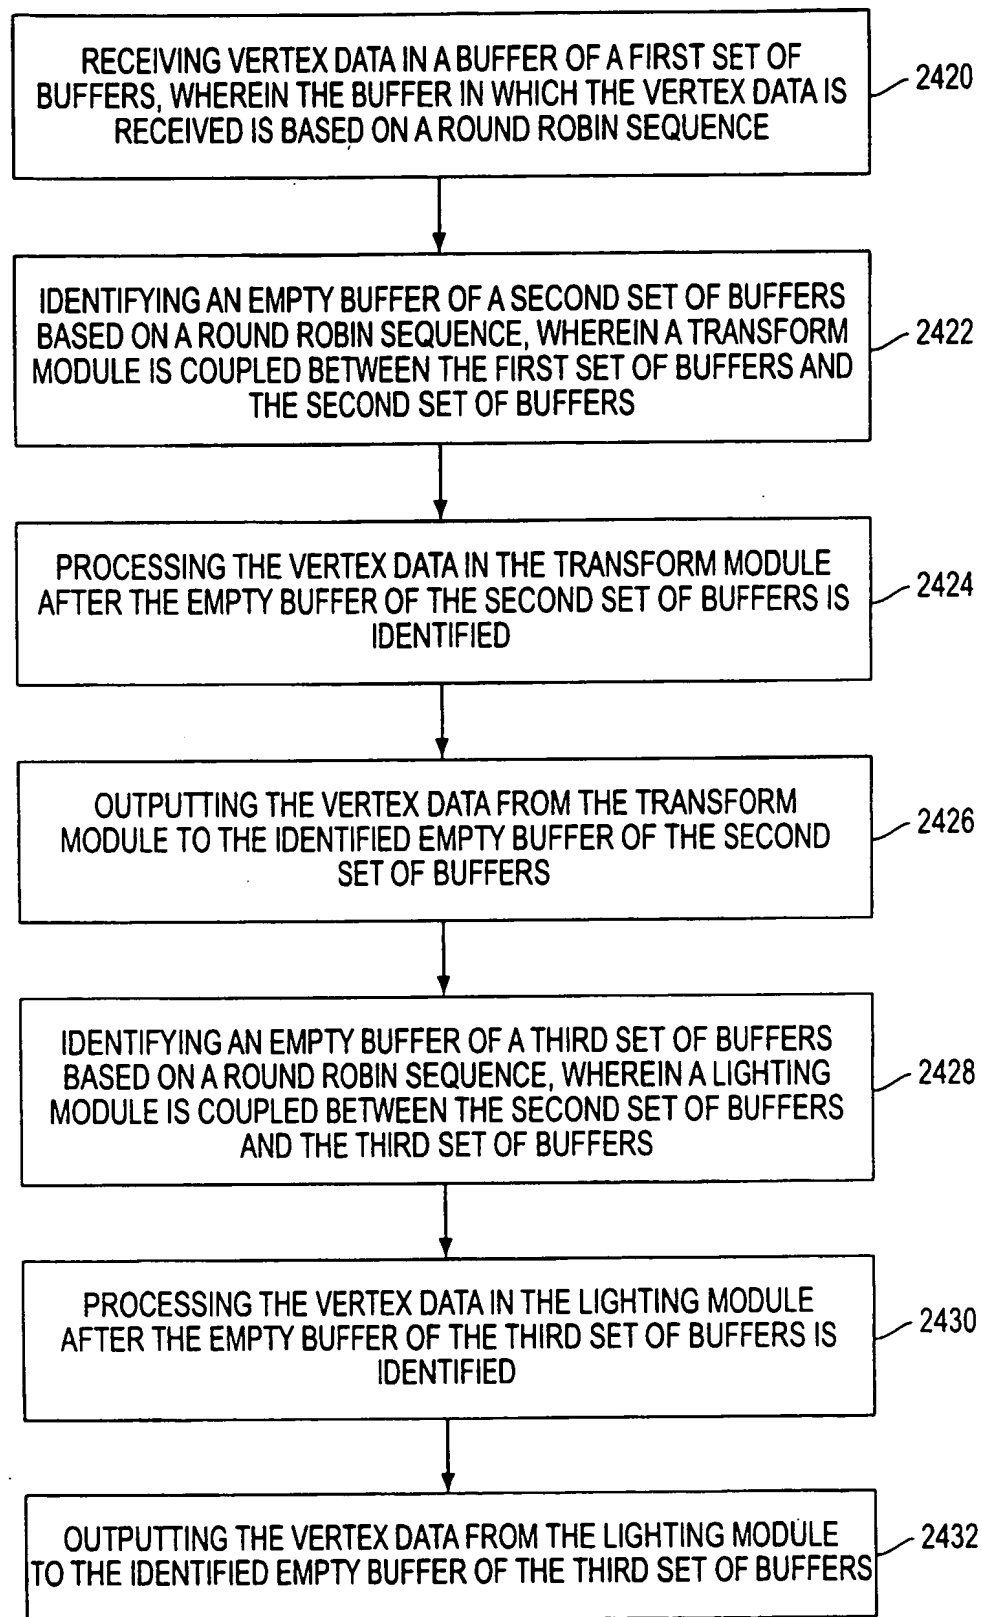 RECEIVING VERTEX DATA IN A BUFFER OF A FIRST SET OF
BUFFERS, WHEREIN THE BUFFER IN WHICH THE VERTEX DATA IS
RECEIVED IS BASED ON A ROUND ROBIN SEQUENCE
2420
IDENTIFYING AN EMPTY BUFFER OF A SECOND SET OF BUFFERS
BASED ON A ROUND ROBIN SEQUENCE, WHEREIN A TRANSFORM
MODULE IS COUPLED BETWEEN THE FIRST SET OF BUFFERS AND
THE SECOND SET OF BUFFERS
2422
PROCESSING THE VERTEX DATA IN THE TRANSFORM MODULE
AFTER THE EMPTY BUFFER OF THE SECOND SET OF BUFFERS IS
IDENTIFIED
2424
OUTPUTTING THE VERTEX DATA FROM THE TRANSFORM
MODULE TO THE IDENTIFIED EMPTY BUFFER OF THE SECOND
SET OF BUFFERS
2426
IDENTIFYING AN EMPTY BUFFER OF A THIRD SET OF BUFFERS
BASED ON A ROUND ROBIN SEQUENCE, WHEREIN A LIGHTING
MODULE IS COUPLED BETWEEN THE SECOND SET OF BUFFERS
AND THE THIRD SET OF BUFFERS
2428
PROCESSING THE VERTEX DATA IN THE LIGHTING MODULE
AFTER THE EMPTY BUFFER OF THE THIRD SET OF BUFFERS IS
IDENTIFIED
2430
OUTPUTTING THE VERTEX DATA FROM THE LIGHTING MODULE
TO THE IDENTIFIED EMPTY BUFFER OF THE THIRD SET OF BUFFERS
2432